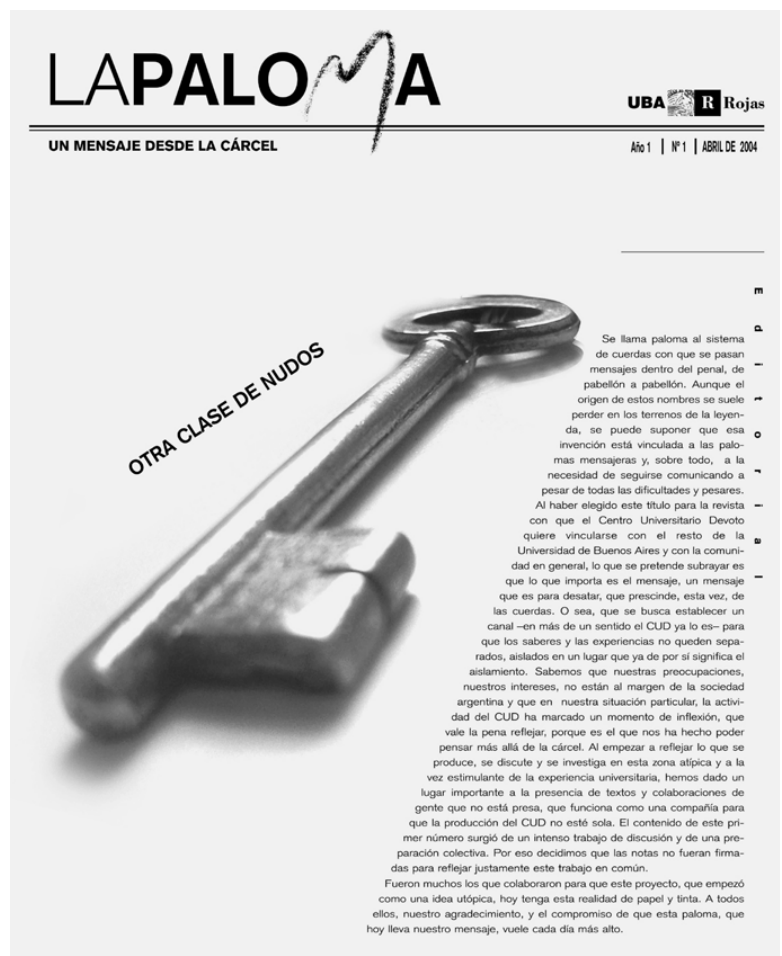 LAPALOMA
UBA R Rojas
UN MENSAJE DESDE LA CÁRCEL
Año 1 | Nº 1 | ABRIL DE 2004
Editorial
OTRA CLASE DE NUDOS
Se llama paloma al sistema
de cuerdas con que se pasan
mensajes dentro del penal, de
pabellón a pabellón. Aunque el
origen de estos nombres se suele
perder en los terrenos de la leyen-
da, se puede suponer que esa
invención está vinculada a las palo-
mas mensajeras y, sobre todo, a la
necesidad de seguirse comunicando a
pesar de todas las dificultades y pesares.
Al haber elegido este título para la revista
con que el Centro Universitario Devoto
quiere vincularse con el resto de la
Universidad de Buenos Aires y con la comuni-
dad en general, lo que se pretende subrayar es
que lo que importa es el mensaje, un mensaje
que es para desatar, que prescinde, esta vez, de
las cuerdas. O sea, que se busca establecer un
canal –en más de un sentido el CUD ya lo es– para
que los saberes y las experiencias no queden sepa-
rados, aislados en un lugar que ya de por sí significa el
aislamiento. Sabemos que nuestras preocupaciones,
nuestros intereses, no están al margen de la sociedad
argentina y que en nuestra situación particular, la activi-
dad del CUD ha marcado un momento de inflexión, que
vale la pena reflejar, porque es el que nos ha hecho poder
pensar más allá de la cárcel. Al empezar a reflejar lo que se
produce, se discute y se investiga en esta zona atípica y a la
vez estimulante de la experiencia universitaria, hemos dado un
lugar importante a la presencia de textos y colaboraciones de
gente que no está presa, que funciona como una compañía para
que la producción del CUD no esté sola. El contenido de este pri-
mer número surgió de un intenso trabajo de discusión y de una pre-
paración colectiva. Por eso decidimos que las notas no fueran firma-
das para reflejar justamente este trabajo en común.
Fueron muchos los que colaboraron para que este proyecto, que empezó
como una idea utópica, hoy tenga esta realidad de papel y tinta. A todos
ellos, nuestro agradecimiento, y el compromiso de que esta paloma, que
hoy lleva nuestro mensaje, vuele cada día más alto.